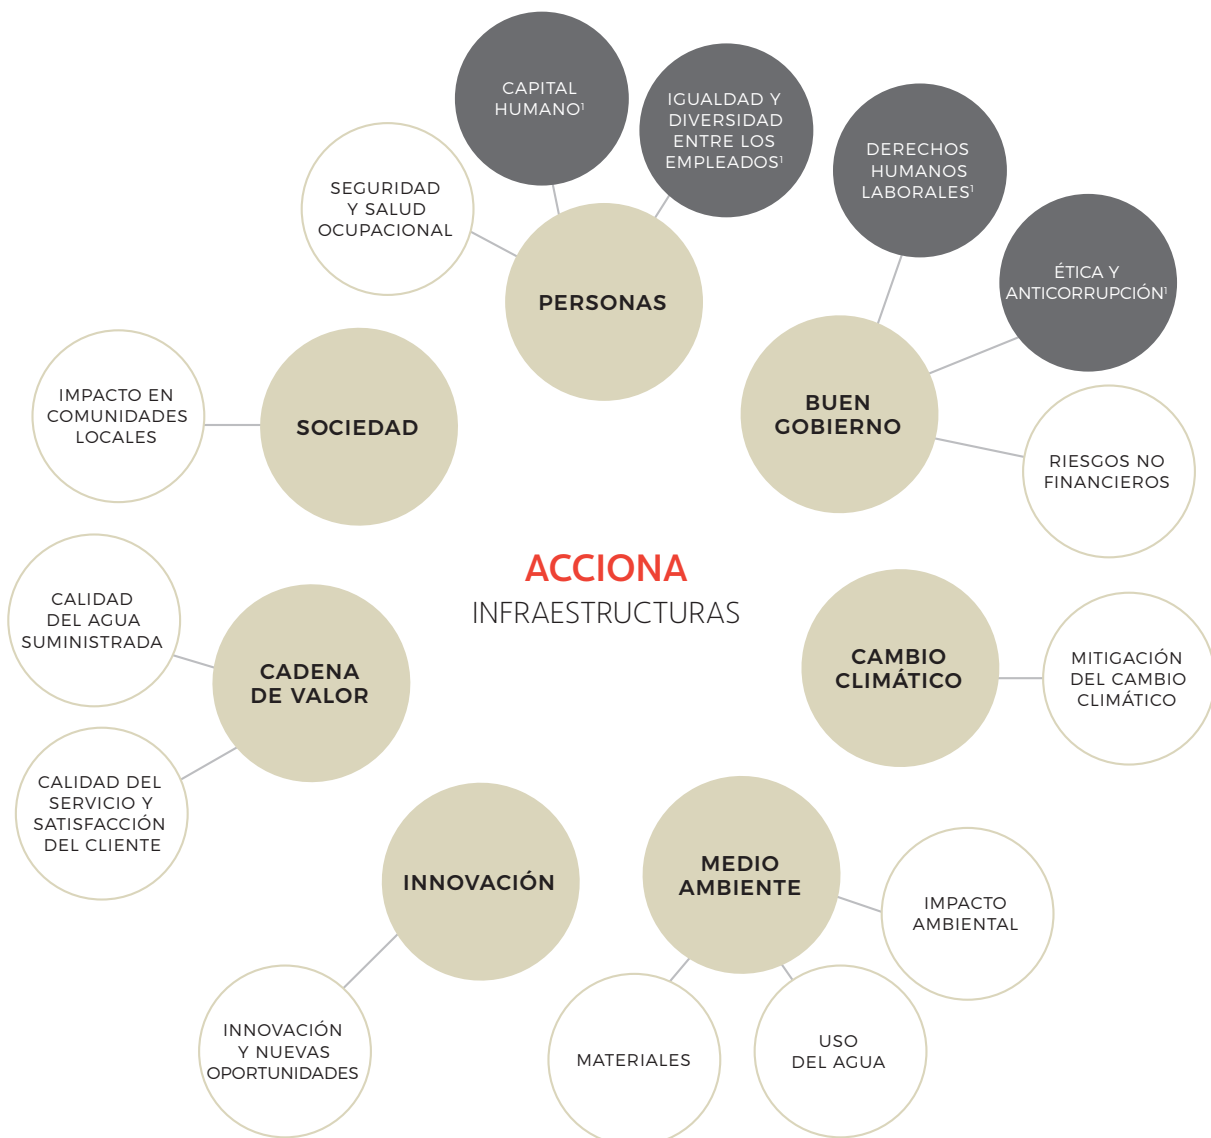 CAPITAL
HUMANO¹
IGUALDAD Y
DIVERSIDAD
ENTRE LOS
EMPLEADOS¹
DERECHOS
HUMANOS
LABORALES¹
SEGURIDAD
Y SALUD
OCUPACIONAL
ÉTICA Y
ANTICORRUPCIÓN¹
PERSONAS
IMPACTO EN
COMUNIDADES
LOCALES
SOCIEDAD
BUEN
GOBIERNO
RIESGOS NO
FINANCIEROS
ACCIONA
INFRAESTRUCTURAS
CALIDAD
DEL AGUA
SUMINISTRADA
CADENA
DE VALOR
CAMBIO
CLIMÁTICO
MITIGACIÓN
DEL CAMBIO
CLIMÁTICO
CALIDAD DEL
SERVICIO Y
SATISFACCIÓN
DEL CLIENTE
INNOVACIÓN
MEDIO
AMBIENTE
IMPACTO
AMBIENTAL
INNOVACIÓN
Y NUEVAS
OPORTUNIDADES
MATERIALES
USO
DEL AGUA